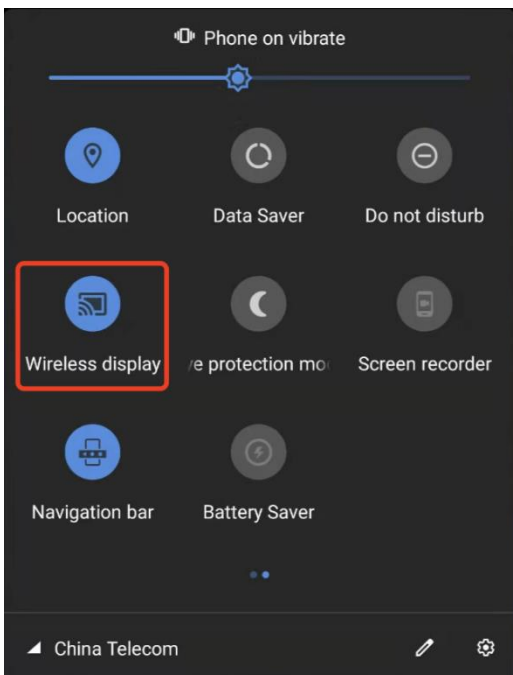 Phone on vibrate
Location Data Saver Do not disturb
Wireless display /e protection mo Screen recorder
Navigation bar Battery Saver
China Telecom